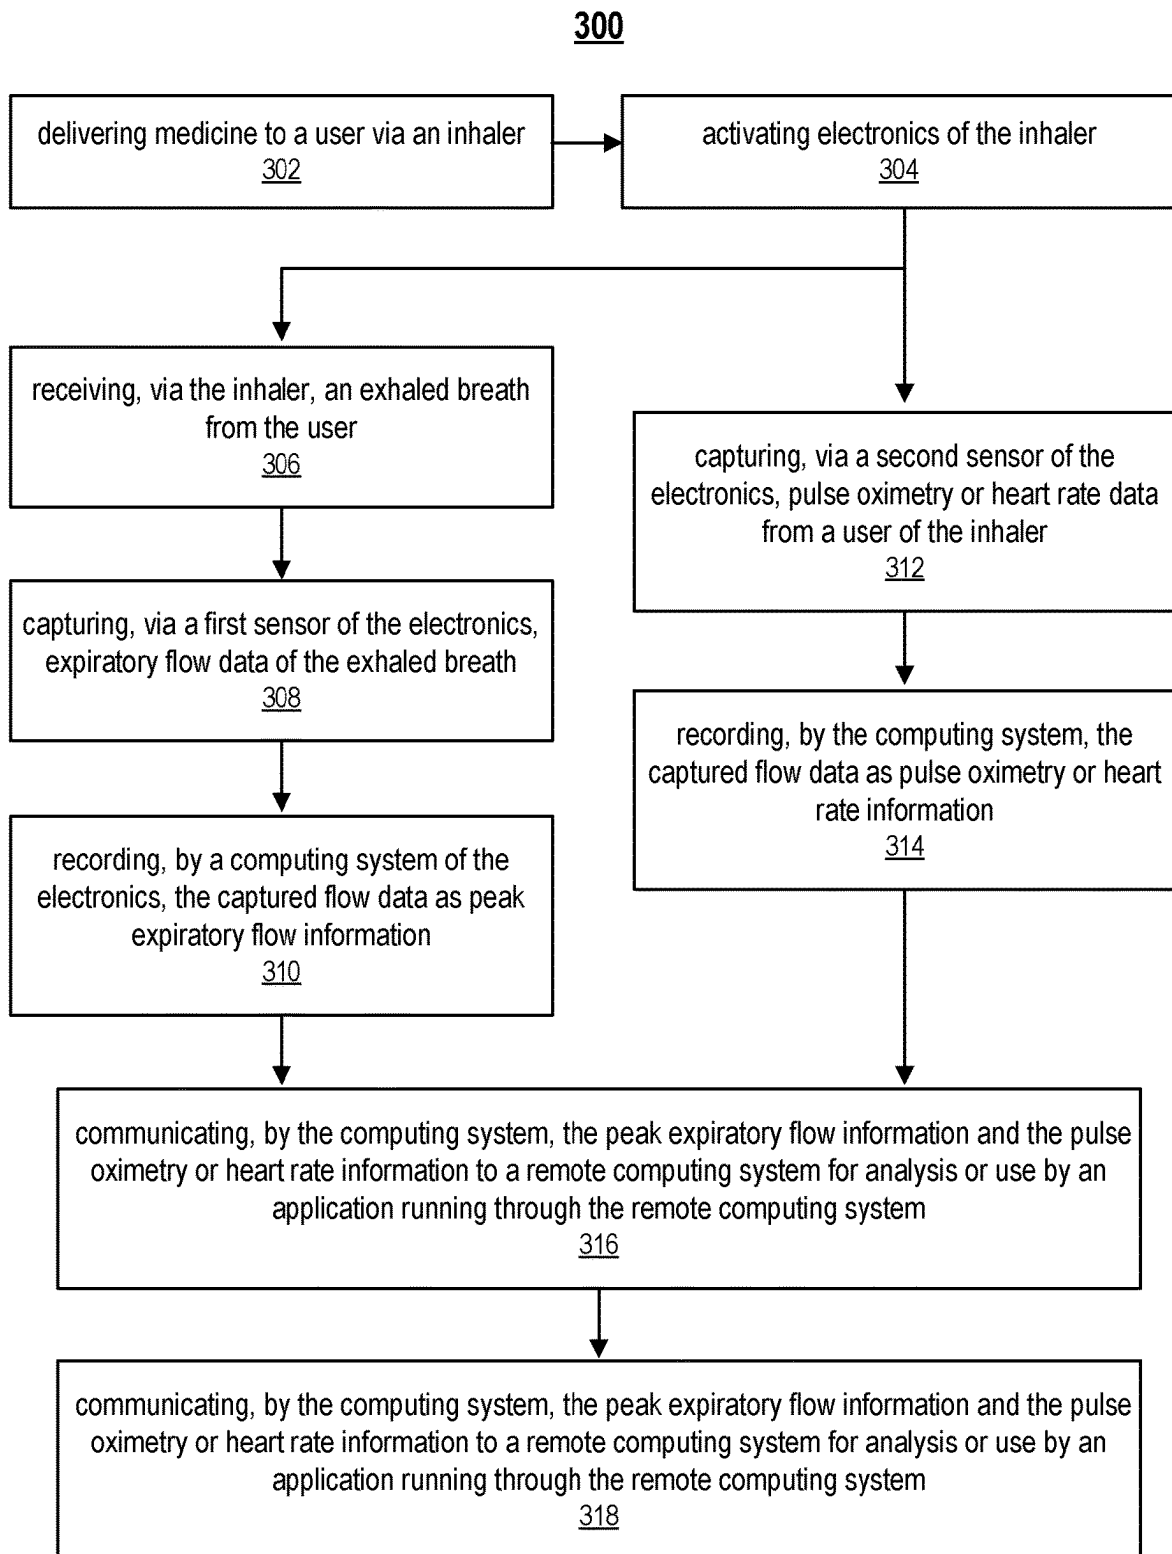 300
delivering medicine to a user via an inhaler
302
activating electronics of the inhaler
304
receiving, via the inhaler, an exhaled breath
from the user
306
capturing, via a first sensor of the electronics,
expiratory flow data of the exhaled breath
308
recording, by a computing system of the
electronics, the captured flow data as peak
expiratory flow information
310
capturing, via a second sensor of the
electronics, pulse oximetry or heart rate data
from a user of the inhaler
312
recording, by the computing system, the
captured flow data as pulse oximetry or heart
rate information
314
communicating, by the computing system, the peak expiratory flow information and the pulse
oximetry or heart rate information to a remote computing system for analysis or use by an
application running through the remote computing system
316
communicating, by the computing system, the peak expiratory flow information and the pulse
oximetry or heart rate information to a remote computing system for analysis or use by an
application running through the remote computing system
318